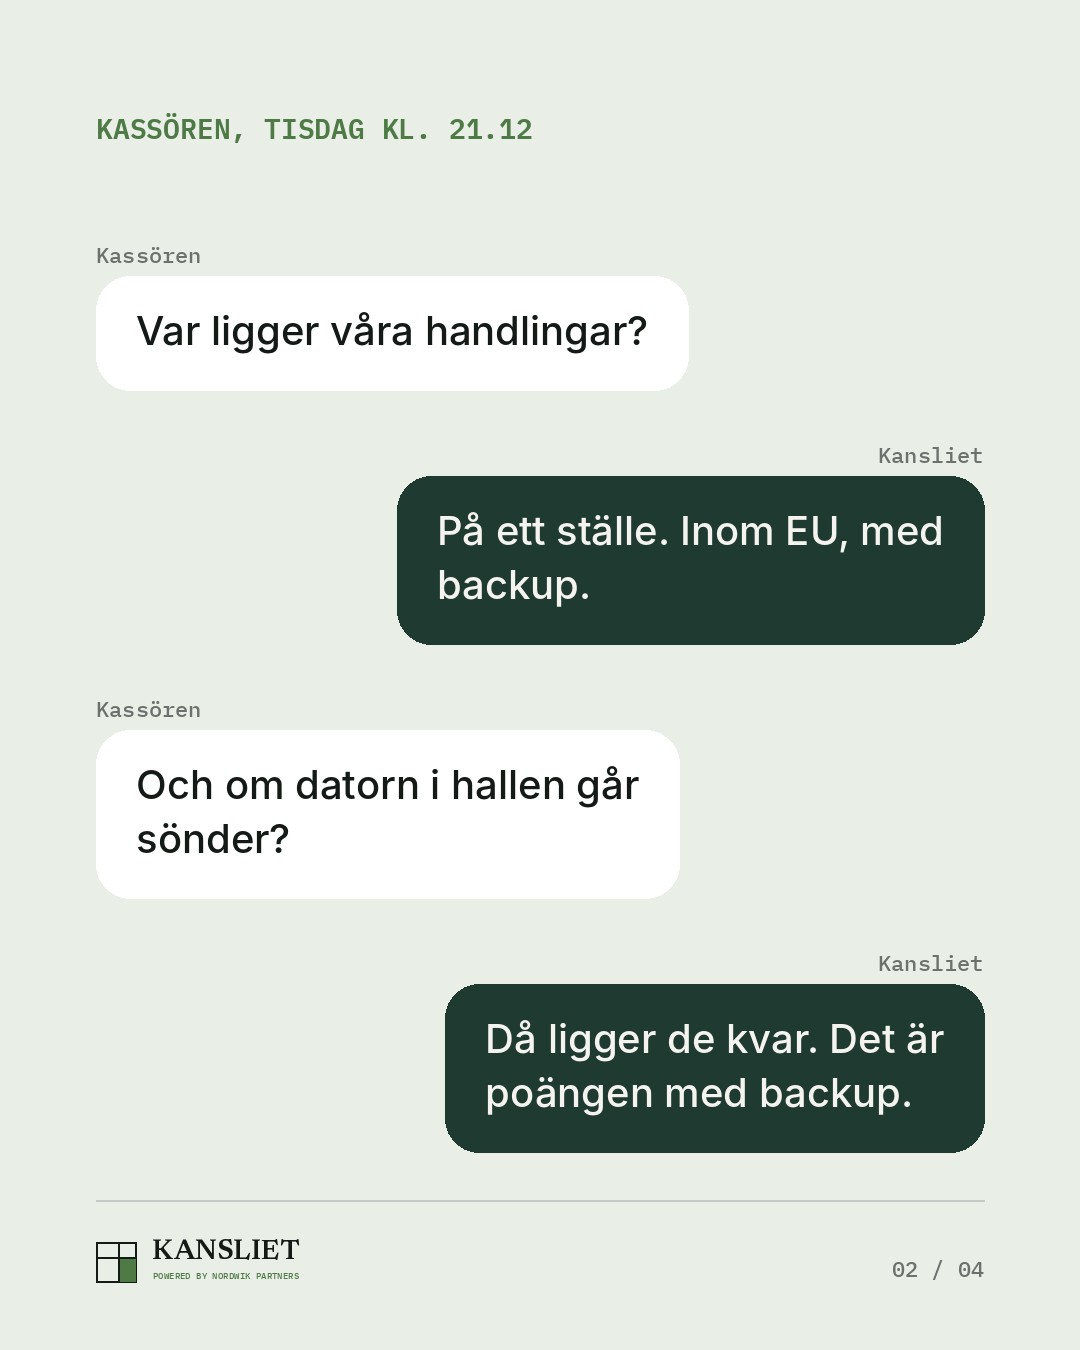 KASSÖREN, TISDAG KL. 21.12
Kassören
Var ligger våra handlingar?
Kansliet
På ett ställe. Inom EU, med
backup.
Kassören
Och om datorn i hallen går
sönder?
Kansliet
Då ligger de kvar. Det är
poängen med backup.
KANSLIET
POWERED BY NORDWIK PARTNERS
02 / 04